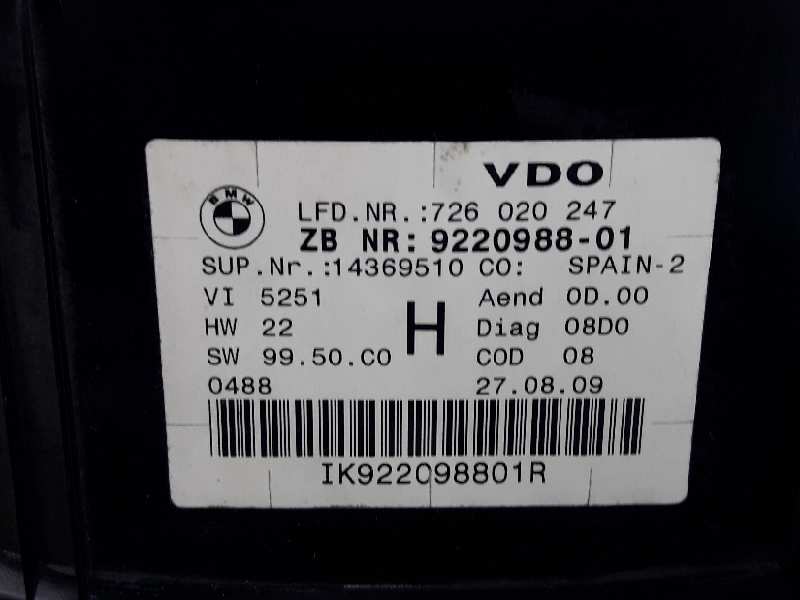 VDO
BMW
LFD.NR.:726 020 247
ZB NR: 9220988-01
SUP.Nr.:14369510 CO: SPAIN-2
VI 5251 Aend 0D.00
HW 22 H Diag 08D0
SW 99.50.C0 COD 08
0488 27.08.09
IK922098801R